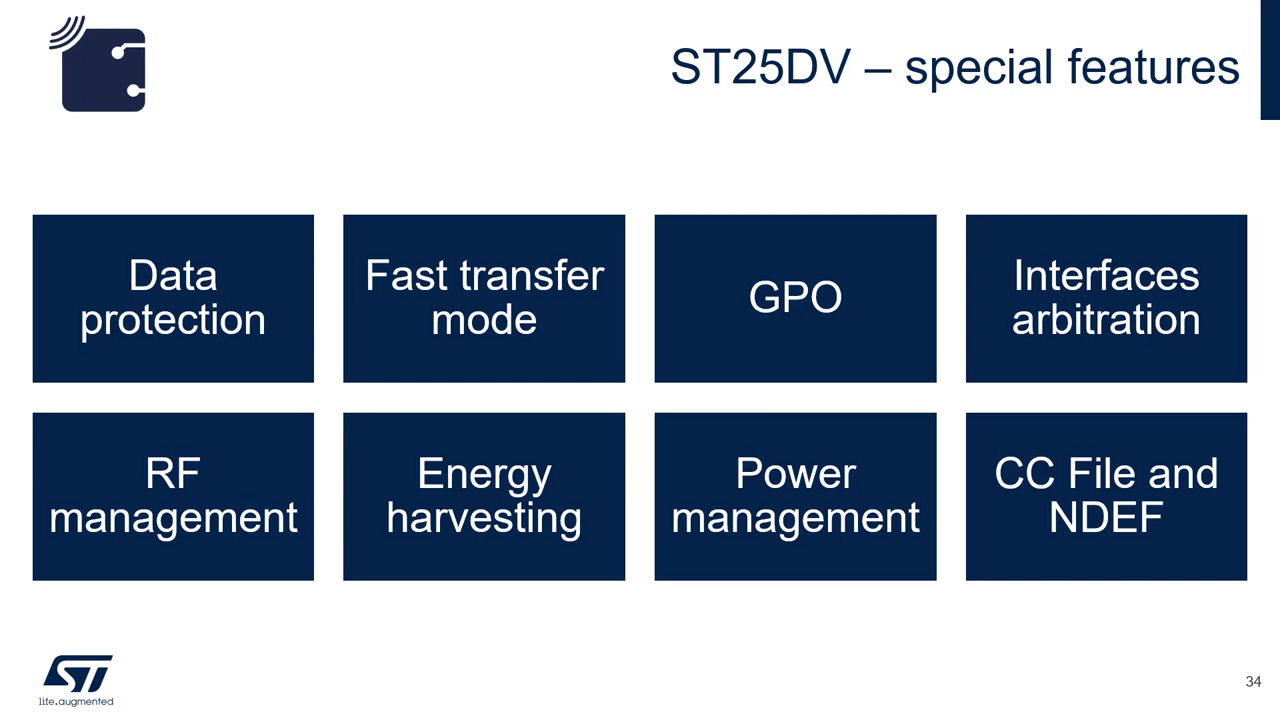 ST25DV – special features
Data
protection
Fast transfer
mode
GPO
Interfaces
arbitration
RF
management
Energy
harvesting
Power
management
CC File and
NDEF
ST
life.augmented
34